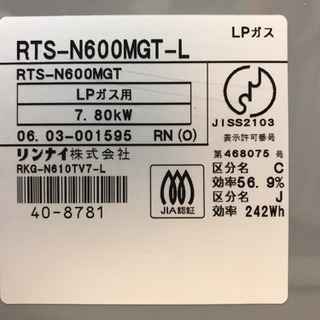 LPガス
RTS-N600MGT-L
RTS-N600MGT
LPガス用
7.80kW
06.03-001595 RN(O)
リンナイ株式会社
RKG-N610TV7-L
40-8781
JISS2103
表示許可番号
第468075号
区分名 C
効率56.9%
区分名 J
効率 242Wh
JIA認証